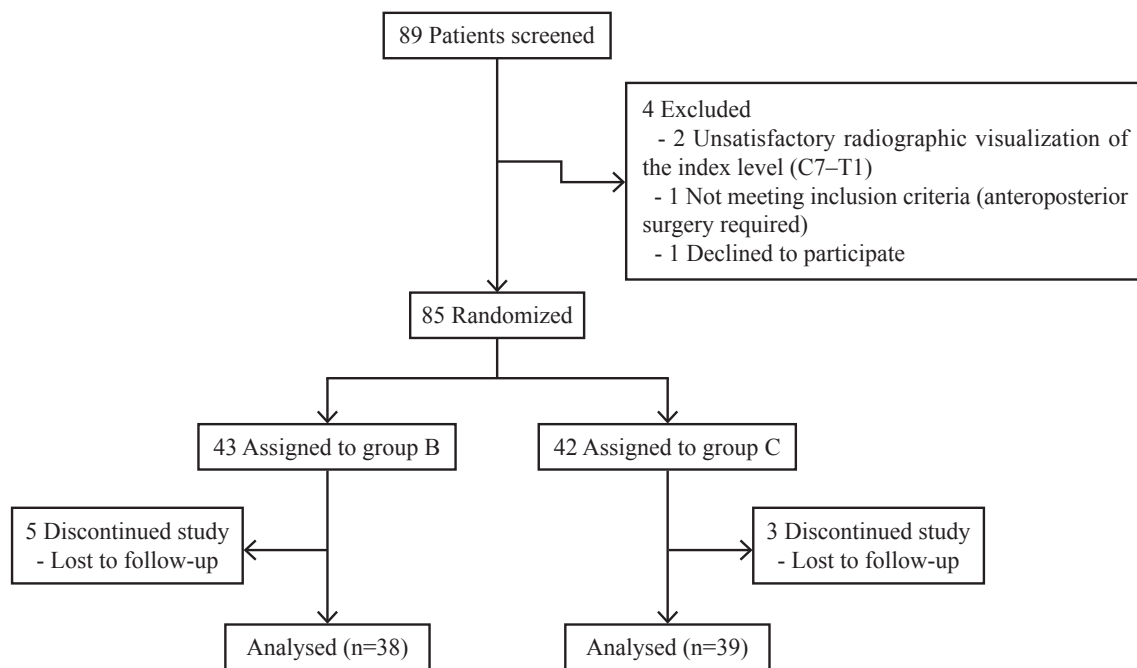 89 Patients screened
4 Excluded
- 2 Unsatisfactory radiographic visualization of
the index level (C7–T1)
- 1 Not meeting inclusion criteria (anteroposterior
surgery required)
- 1 Declined to participate
85 Randomized
43 Assigned to group B
42 Assigned to group C
5 Discontinued study
- Lost to follow-up
3 Discontinued study
- Lost to follow-up
Analysed (n=38)
Analysed (n=39)